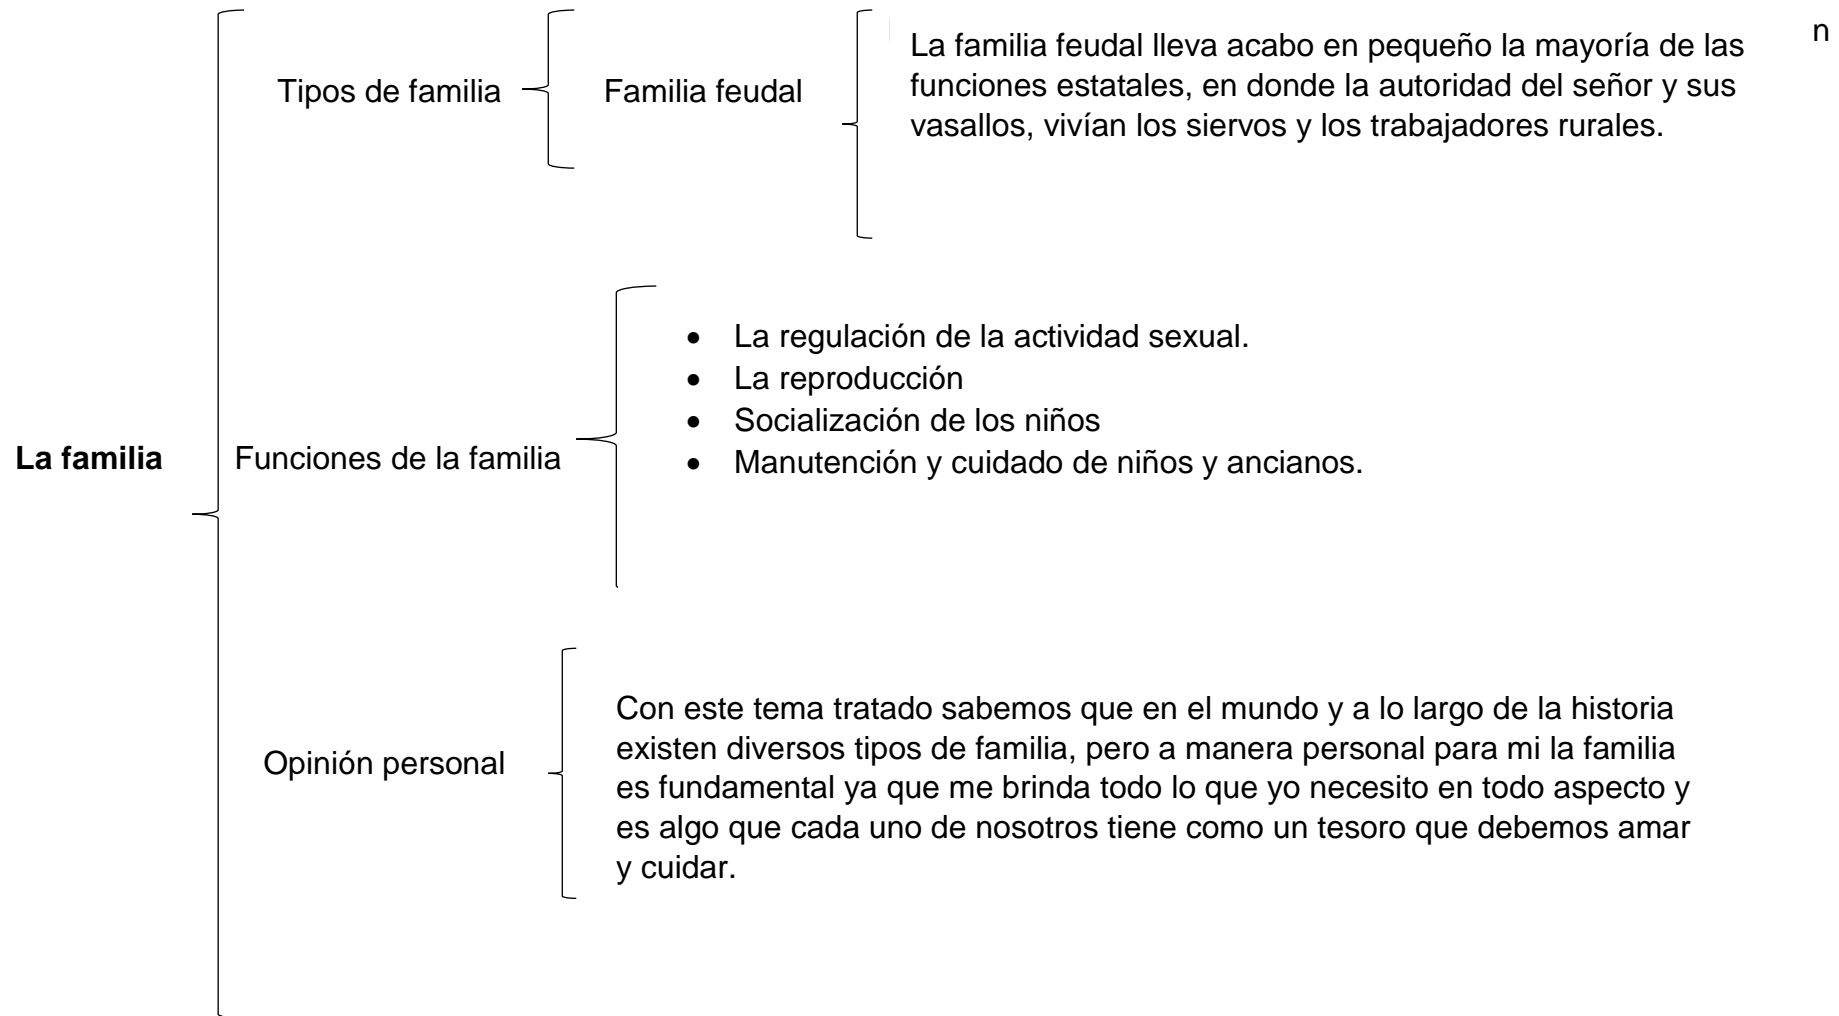 La familia feudal lleva acabo en pequeño la mayoría de las
n
funciones estatales, en donde la autoridad del señor y sus
vasallos, vivían los siervos y los trabajadores rurales.
Tipos de familia
Familia feudal
• La regulación de la actividad sexual.
• La reproducción
• Socialización de los niños
• Manutención y cuidado de niños y ancianos.
La familia
Funciones de la familia
Opinión personal
Con este tema tratado sabemos que en el mundo y a lo largo de la historia
existen diversos tipos de familia, pero a manera personal para mi la familia
es fundamental ya que me brinda todo lo que yo necesito en todo aspecto y
es algo que cada uno de nosotros tiene como un tesoro que debemos amar
y cuidar.